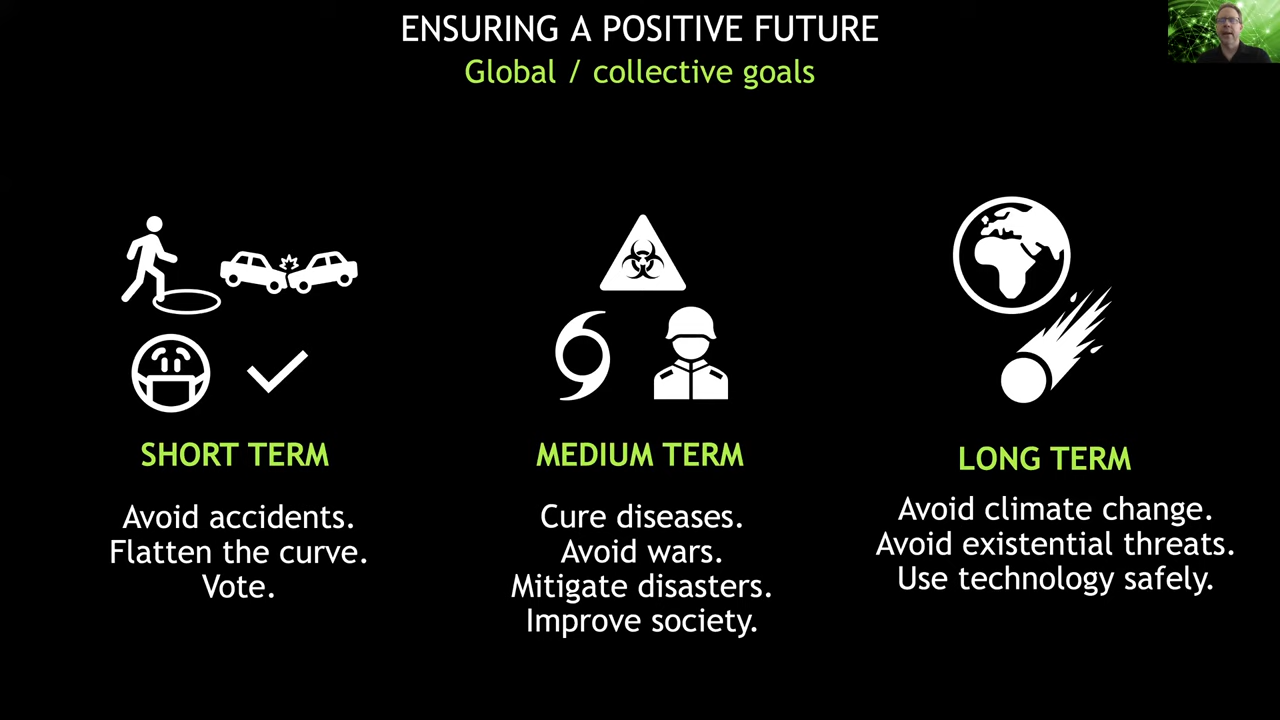 ENSURING A POSITIVE FUTURE
Global / collective goals
SHORT TERM
Avoid accidents.
Flatten the curve.
Vote.
MEDIUM TERM
Cure diseases.
Avoid wars.
Mitigate disasters.
Improve society.
LONG TERM
Avoid climate change.
Avoid existential threats.
Use technology safely.